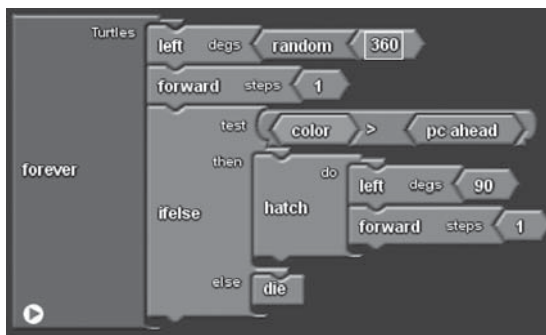 Turtles left degs random 360
forward steps 1
test color > pc ahead
then do left degs 90
forever ifelse hatch
forward steps 1
else die